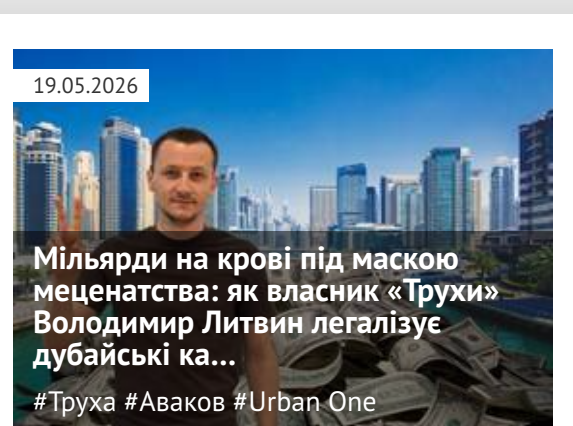 19.05.2026
Мільярди на крові під маскою
меценатства: як власник «Трухи»
Володимир Литвин легалізує
дубайські ка...
#Труха #Аваков #Urban One